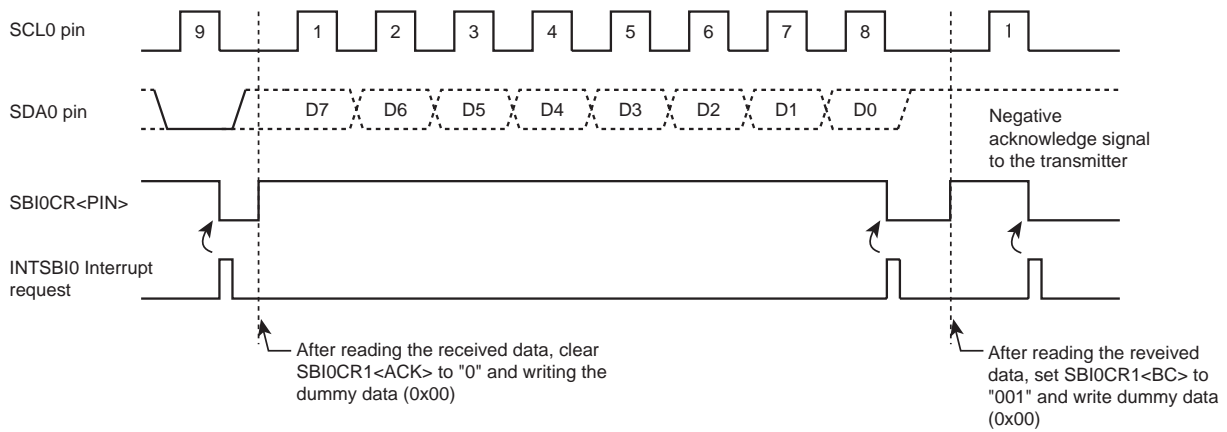 SCL0 pin
9 1 2 3 4 5 6 7 8 1
SDA0 pin
D7 D6 D5 D4 D3 D2 D1 D0
Negative
acknowledge signal
to the transmitter
SBI0CR<PIN>
INTSBI0 Interrupt
request
After reading the received data, clear
SBI0CR1<ACK> to "0" and writing the
dummy data (0x00)
After reading the reveived
data, set SBI0CR1<BC> to
"001" and write dummy data
(0x00)